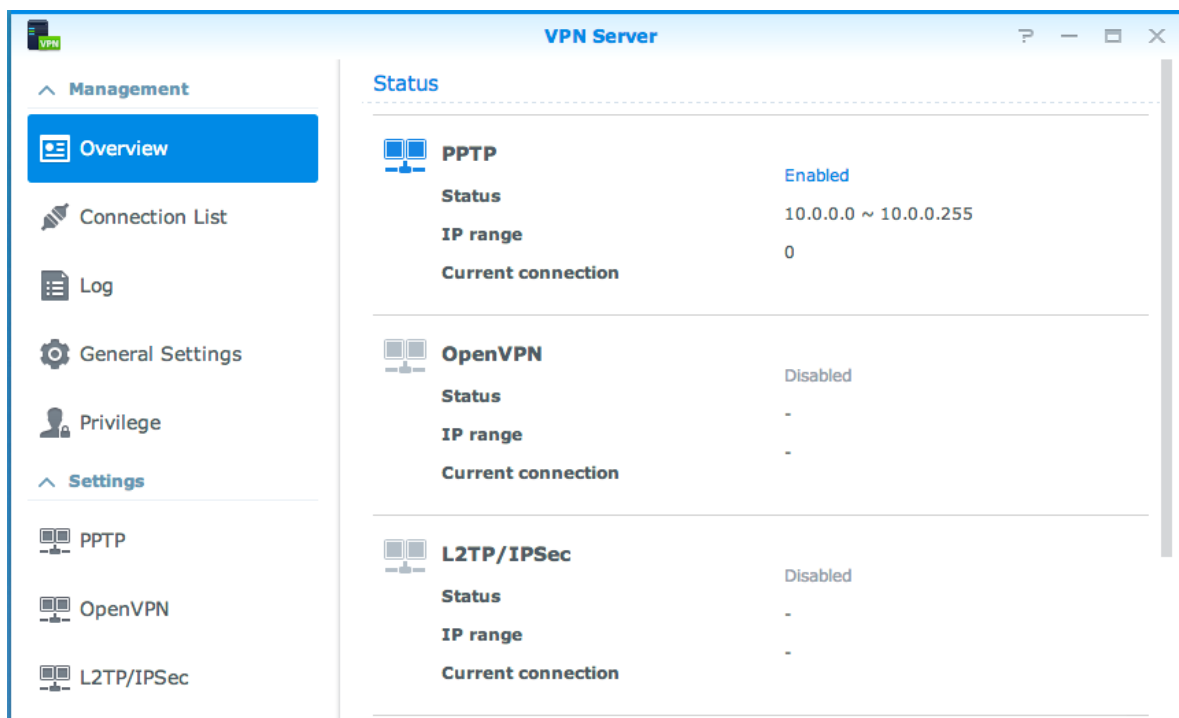 VPN
VPN Server
Management
Overview
Connection List
Log
General Settings
Privilege
Settings
PPTP
OpenVPN
L2TP/IPSec
Status
PPTP
Status
Enabled
IP range
10.0.0.0 ~ 10.0.0.255
Current connection
0
OpenVPN
Status
Disabled
IP range
-
Current connection
-
L2TP/IPSec
Status
Disabled
IP range
-
Current connection
-